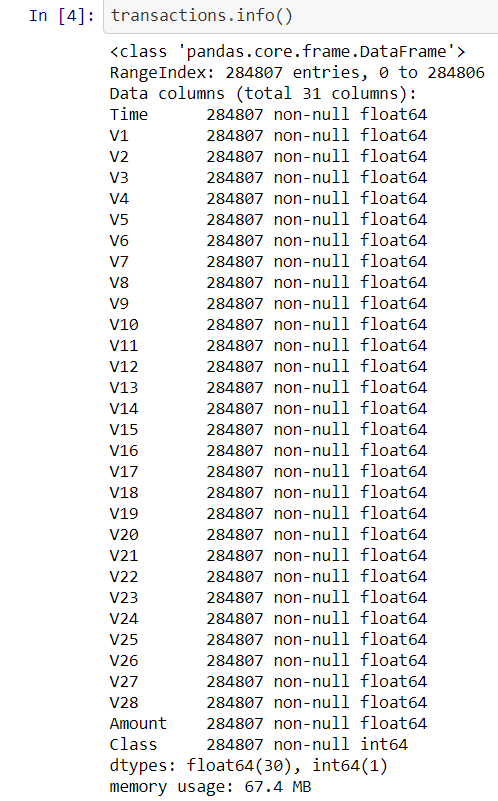 In [4]: transactions.info()
<class 'pandas.core.frame.DataFrame'>
RangeIndex: 284807 entries, 0 to 284806
Data columns (total 31 columns):
Time      284807 non-null float64
V1        284807 non-null float64
V2        284807 non-null float64
V3        284807 non-null float64
V4        284807 non-null float64
V5        284807 non-null float64
V6        284807 non-null float64
V7        284807 non-null float64
V8        284807 non-null float64
V9        284807 non-null float64
V10       284807 non-null float64
V11       284807 non-null float64
V12       284807 non-null float64
V13       284807 non-null float64
V14       284807 non-null float64
V15       284807 non-null float64
V16       284807 non-null float64
V17       284807 non-null float64
V18       284807 non-null float64
V19       284807 non-null float64
V20       284807 non-null float64
V21       284807 non-null float64
V22       284807 non-null float64
V23       284807 non-null float64
V24       284807 non-null float64
V25       284807 non-null float64
V26       284807 non-null float64
V27       284807 non-null float64
V28       284807 non-null float64
Amount    284807 non-null float64
Class     284807 non-null int64
dtypes: float64(30), int64(1)
memory usage: 67.4 MB